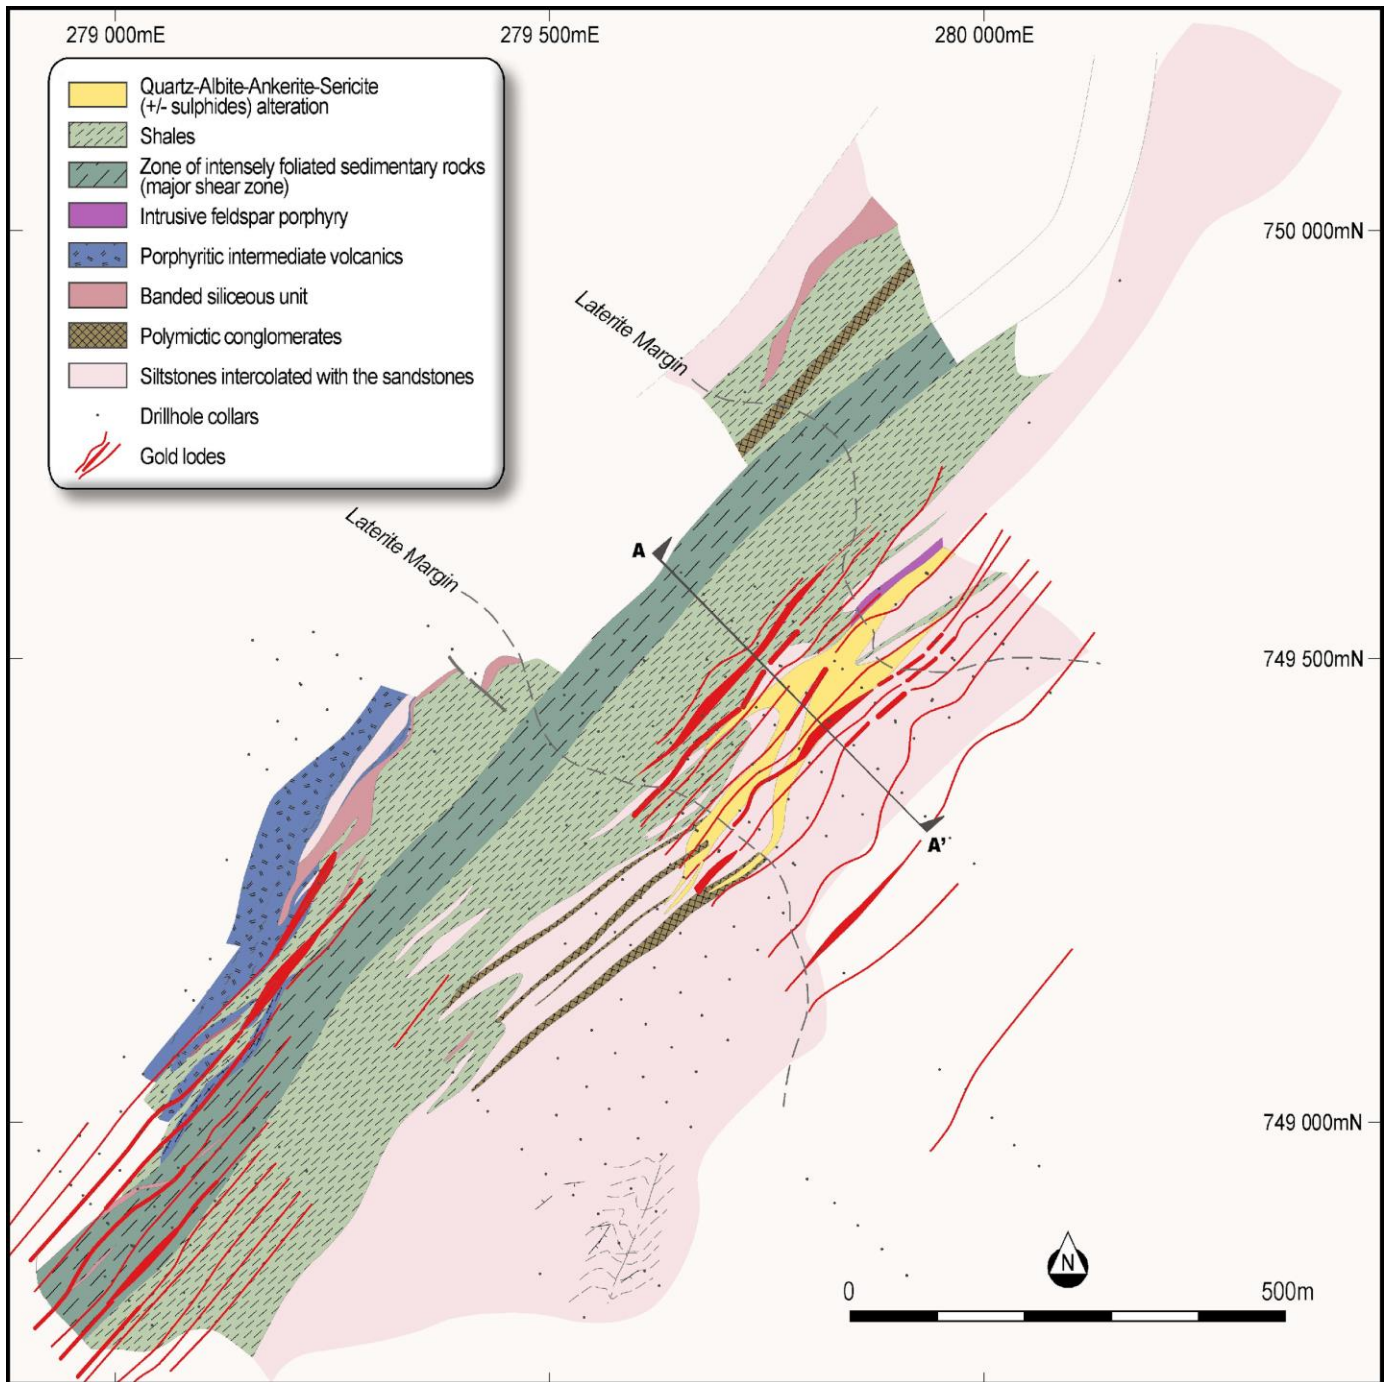 279 000mE
279 500mE
280 000mE
Quartz-Albite-Ankerite-Sericite
(+/- sulphides) alteration
Shales
Zone of intensely foliated sedimentary rocks
(major shear zone)
Intrusive feldspar porphyry
Porphyritic intermediate volcanics
Banded siliceous unit
Polymictic conglomerates
Siltstones intercolated with the sandstones
Drillhole collars
Gold lodes
750 000mN
Laterite Margin
Laterite Margin
A
749 500mN
A'
749 000mN
N
0
500m